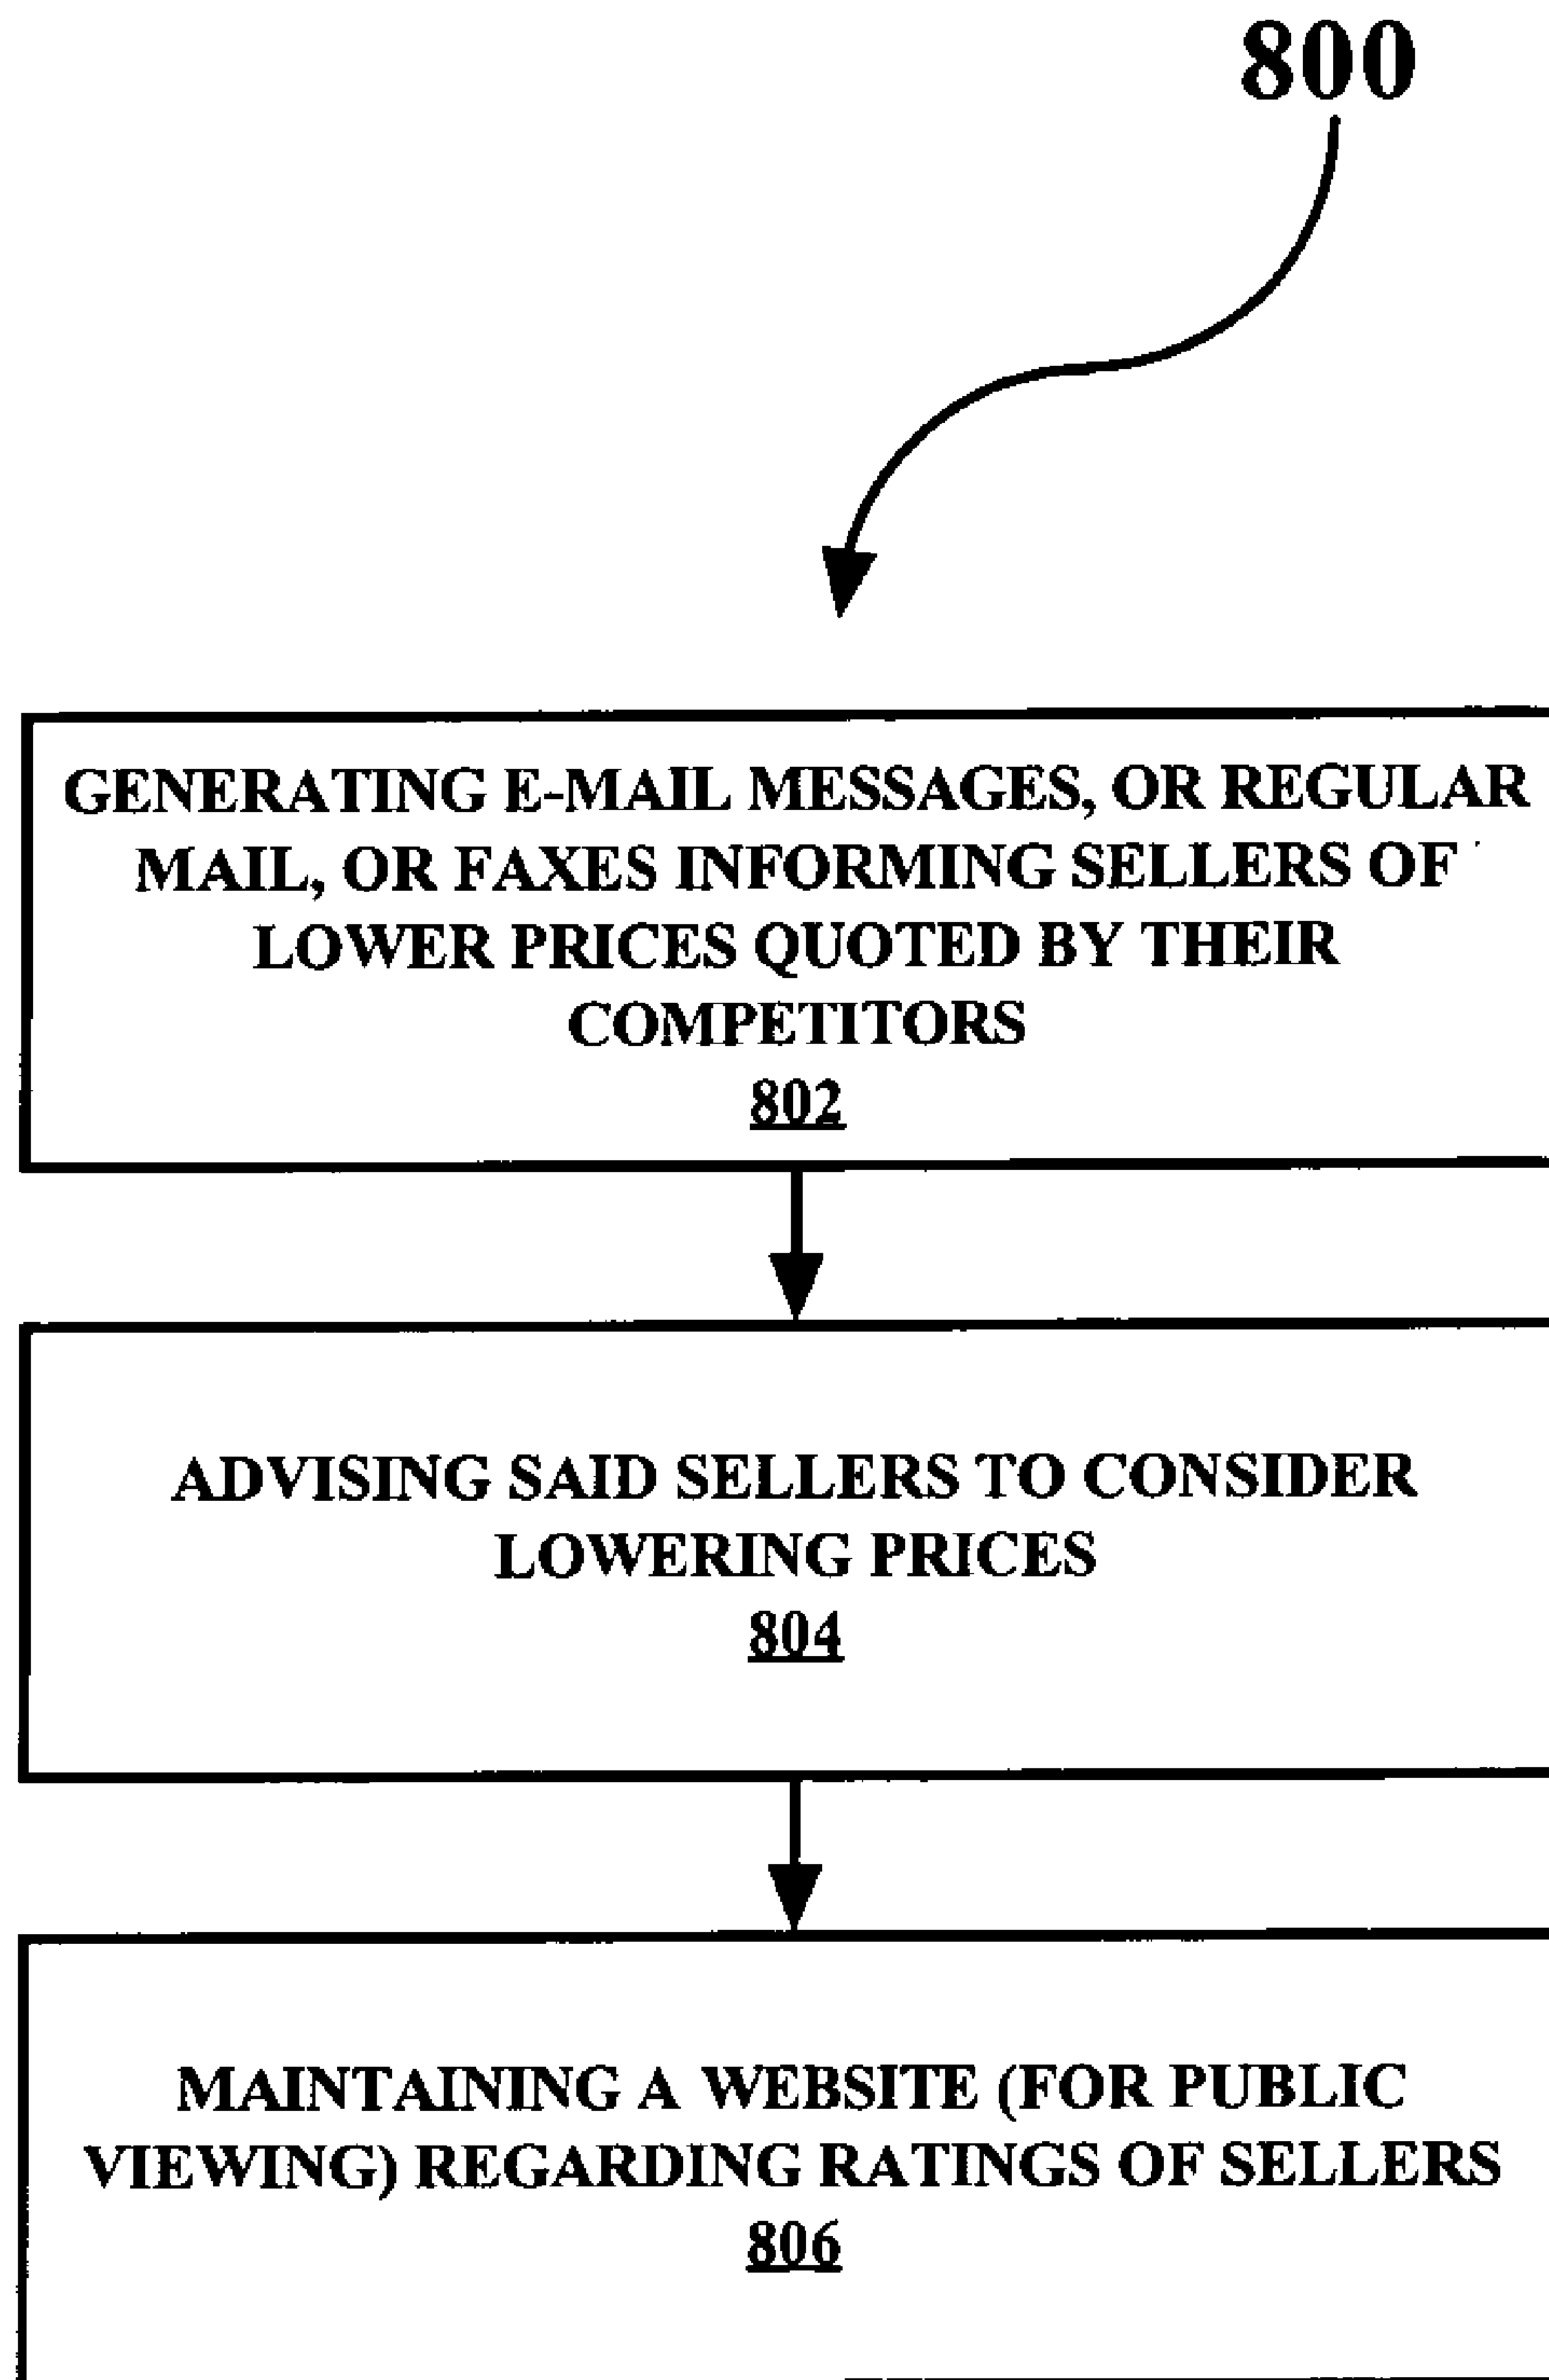 800
GENERATING E-MAIL MESSAGES, OR REGULAR
MAIL, OR FAXES INFORMING SELLERS OF
LOWER PRICES QUOTED BY THEIR
COMPETITORS
802
ADVISING SAID SELLERS TO CONSIDER
LOWERING PRICES
804
MAINTAINING A WEBSITE (FOR PUBLIC
VIEWING) REGARDING RATINGS OF SELLERS
806